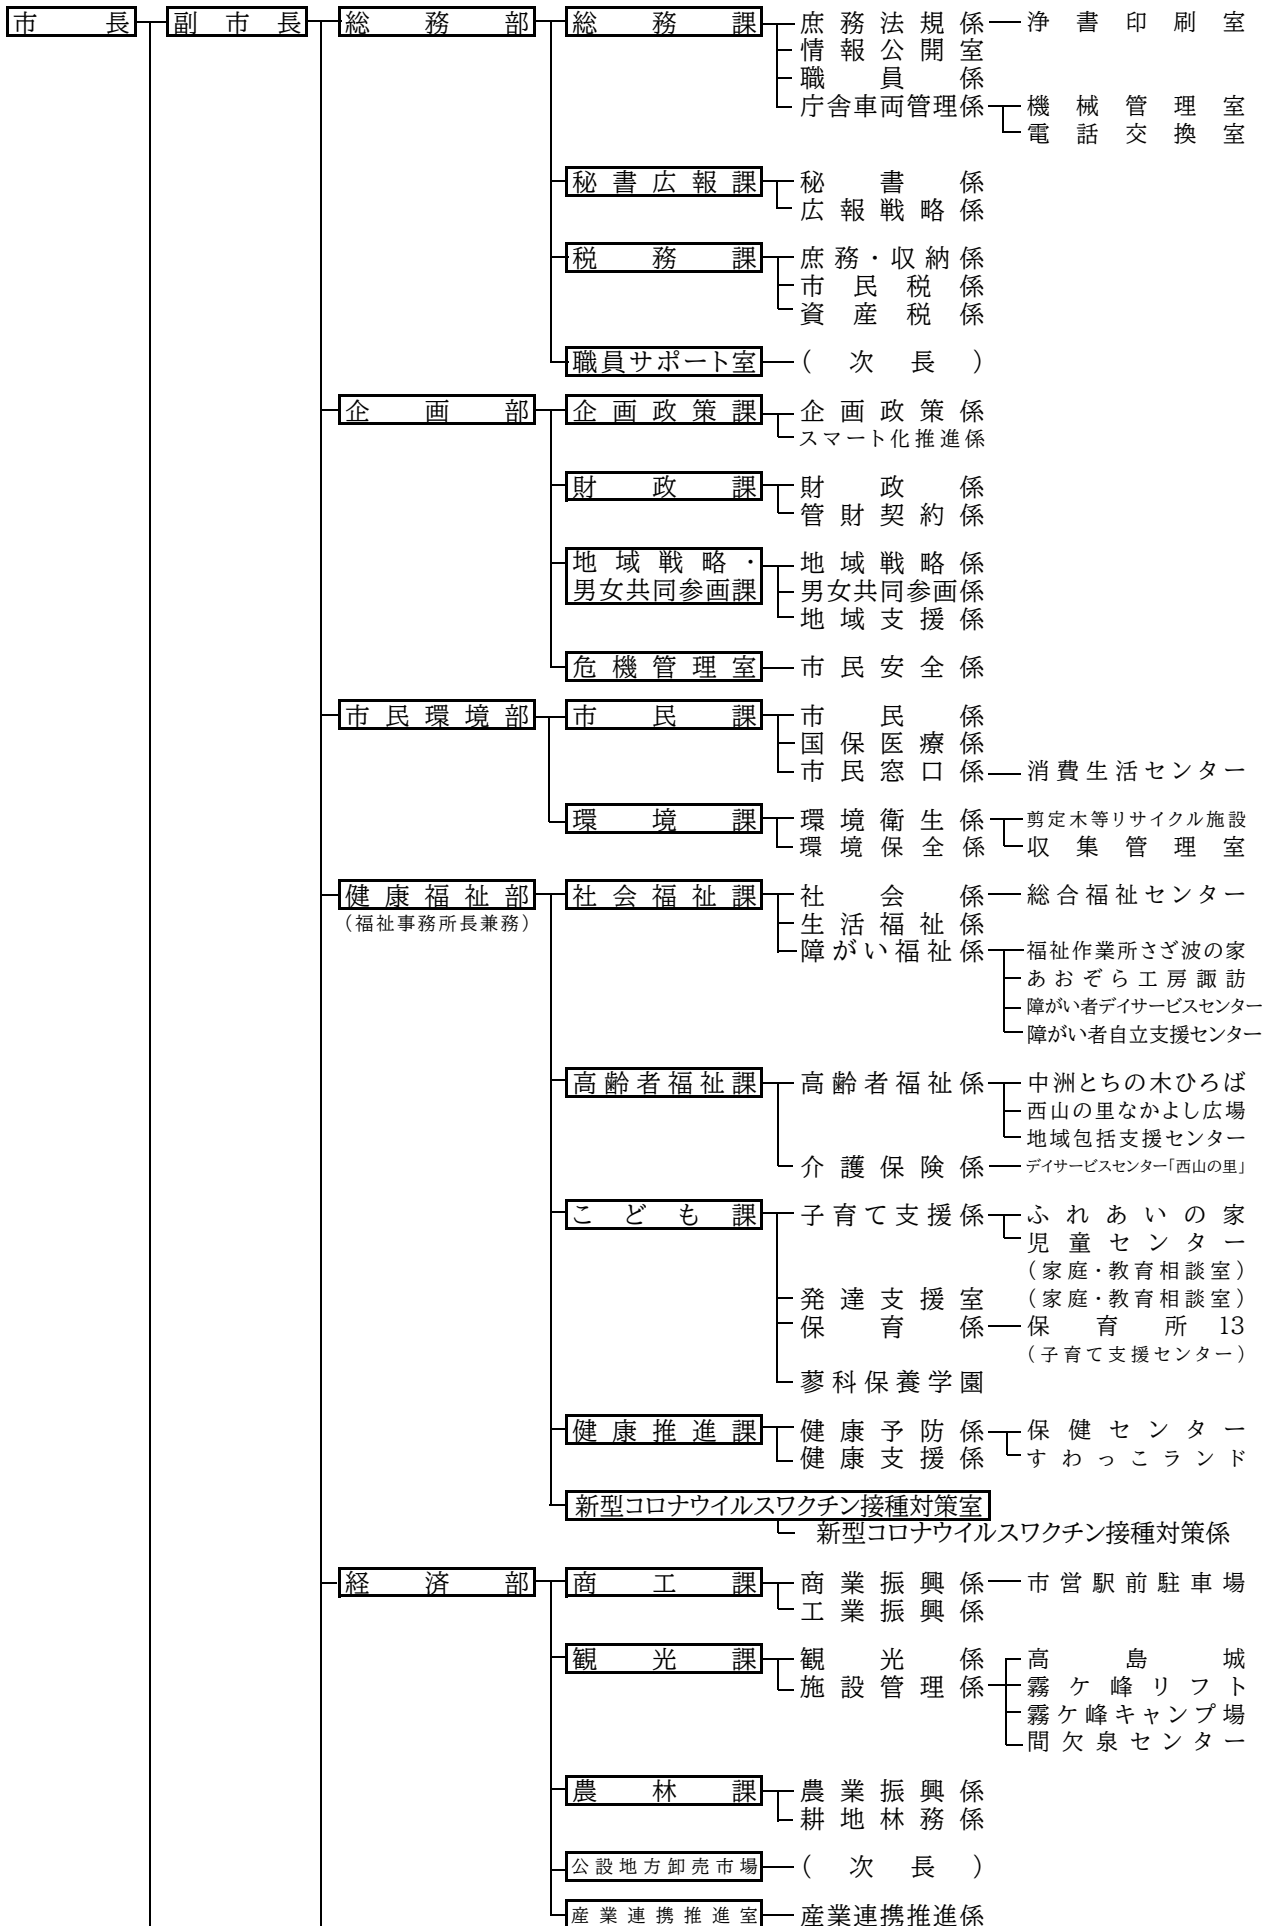 市長 副市長 総務部 総務課 庶務法規係 浄書印刷室
情報公開室
職員係
庁舎車両管理係 機械管理室
電話交換室
秘書広報課 秘書係
広報戦略係
税務課 庶務・収納係
市民税係
資産税係
職員サポート室 (次長)
企画部 企画政策課 企画政策係
スマート化推進係
財政課 財政係
管財契約係
地域戦略・ 地域戦略係
男女共同参画課 男女共同参画係
地域支援係
危機管理室 市民安全係
市民環境部 市民課 市民係
国保医療係
市民窓口係 消費生活センター
環境課 環境衛生係 剪定木等リサイクル施設
環境保全係 収集管理室
健康福祉部 社会福祉課 社会係 総合福祉センター
(福祉事務所長兼務) 生活福祉係
障がい福祉係 福祉作業所さざ波の家
あおぞら工房諏訪
障がい者デイサービスセンター
障がい者自立支援センター
高齢者福祉課 高齢者福祉係 中洲とちの木ひろば
西山の里なかよし広場
地域包括支援センター
介護保険係 デイサービスセンター「西山の里」
こども課 子育て支援係 ふれあいの家
児童センター
(家庭・教育相談室)
発達支援室 (家庭・教育相談室)
保育係 保育所13
(子育て支援センター)
蓼科保養学園
健康推進課 健康予防係 保健センター
健康支援係 すわっこランド
新型コロナウイルスワクチン接種対策室
新型コロナウイルスワクチン接種対策係
経済部 商工課 商業振興係 市営駅前駐車場
工業振興係
観光課 観光係 高島城
施設管理係 霧ケ峰リフト
霧ケ峰キャンプ場
間欠泉センター
農林課 農業振興係
耕地林務係
公設地方卸売市場 (次長)
産業連携推進室 産業連携推進係